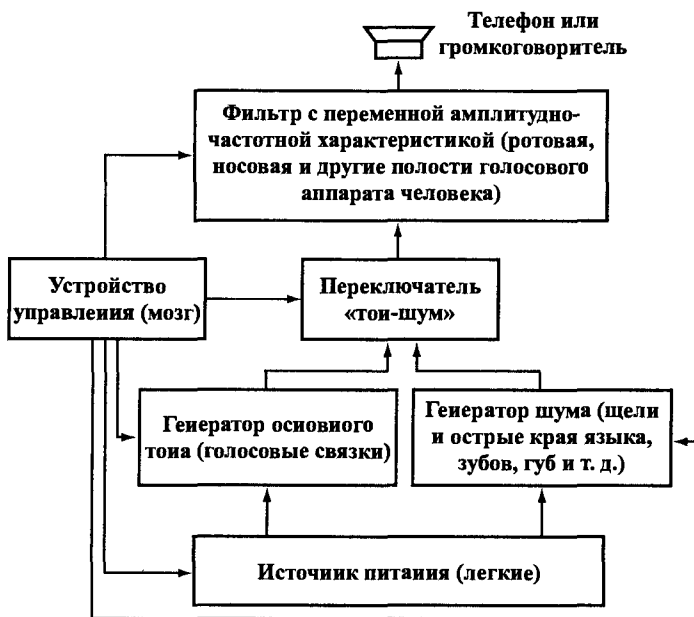 Телефон или
громкоговоритель
Фильтр с переменной амплитудно-
частотной характеристикой (ротовая,
носовая и другие полости голосового
аппарата человека)
Устройство
управлеиия (мозг)
Переключатель
«тои-шум»
Геиератор осиовиого
тоиа (голосовые связки)
Геиератор шума (щели
и острые края языка,
зубов, губ и т. д.)
Источиик питаиия (легкие)